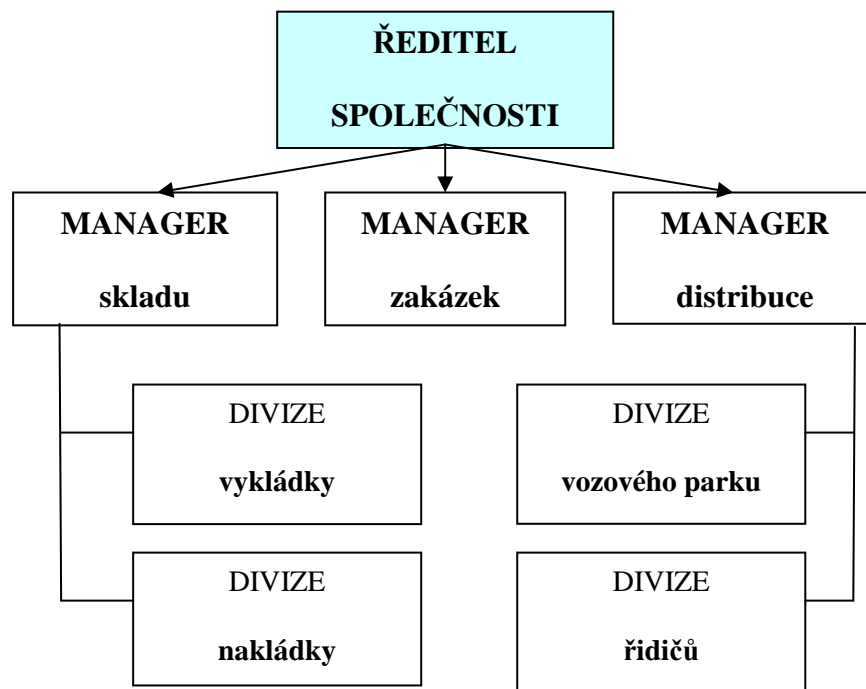 ŘEDITEL
SPOLEČNOSTI
MANAGER
skladu
MANAGER
zakázek
MANAGER
distribuce
DIVIZE
vykládky
DIVIZE
vozového parku
DIVIZE
nakládky
DIVIZE
řidičů